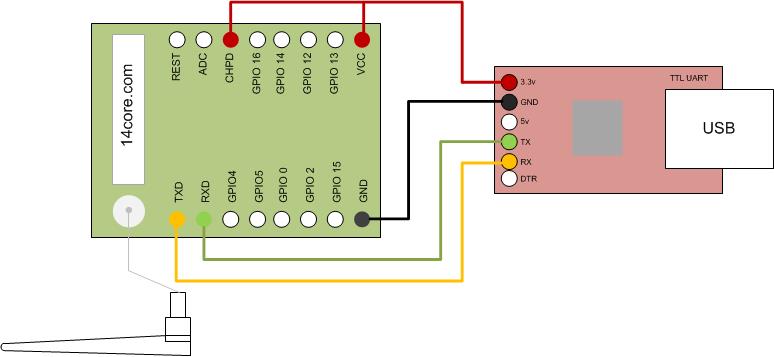 14core.com
REST
ADC
CHPD
GPIO 16
GPIO 14
GPIO 12
GPIO 13
VCC
TXD
RXD
GPIO4
GPIO5
GPIO 0
GPIO 2
GPIO 15
GND
TTL UART
3.3v
GND
5v
TX
RX
DTR
USB